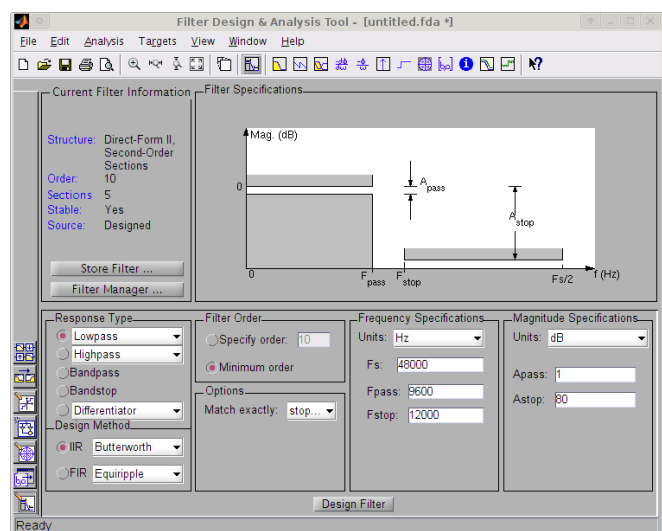 Filter Design & Analysis Tool - [untitled.fda *]
File Edit Analysis Targets View Window Help
Current Filter Information
Structure: Direct-Form II,
Second-Order
Sections
Order: 10
Sections 5
Stable: Yes
Source: Designed
Store Filter ...
Filter Manager ...
Filter Specifications
Mag. (dB)
0
A pass
A stop
0
F pass
F stop
Fs/2
f (Hz)
Response Type
Lowpass
Highpass
Bandpass
Bandstop
Differentiator
Design Method
IIR Butterworth
FIR Equiripple
Filter Order
Specify order: 10
Minimum order
Options
Match exactly: stop...
Frequency Specifications
Units: Hz
Fs: 48000
Fpass: 9600
Fstop: 12000
Magnitude Specifications
Units: dB
Apass: 1
Astop: 80
Design Filter
Ready